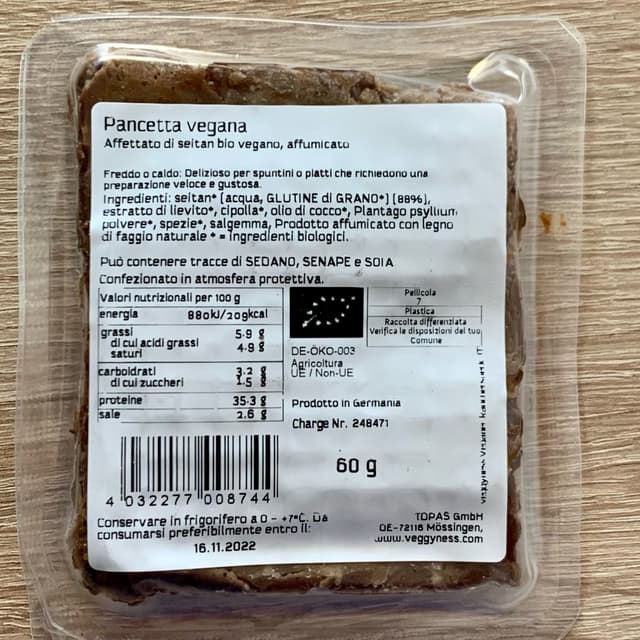 Pancetta vegana
Affettato di seitan bio vegano, affumicato
Freddo o caldo: Delizioso per spuntini o piatti che richiedono una
preparazione veloce e gustosa.
Ingredienti: seitan* (acqua, GLUTINE di GRANO*) (88%),
estratto di lievito*, cipolla*, olio di cocco*, Plantago psyllium
polvere*, spezie*, salgemma, Prodotto affumicato con legno
di faggio naturale * = Ingredienti biologici.
Può contenere tracce di SEDANO, SENAPE e SOIA
Confezionato in atmosfera protettiva.
Valori nutrizionali per 100 g
energia 880kJ/209kcal
grassi 5.9 g
di cui acidi grassi
saturi 4.9 g
carboidrati 3.2 g
di cui zuccheri 1.5 g
proteine 35.3 g
sale 2.6 g
DE-ÖKO-003
Agricoltura
UE / Non-UE
Pellicola
7
Plastica
Raccolta differenziata
Verifica le disposizioni del tuo
Comune
Prodotto in Germania
Charge Nr. 248471
60 g
4 032277 008744
Conservare in frigorifero a 0 - +7°C. Da
consumarsi preferibilmente entro il:
16.11.2022
TOPAS GmbH
DE-72116 Mössingen,
www.veggyness.com